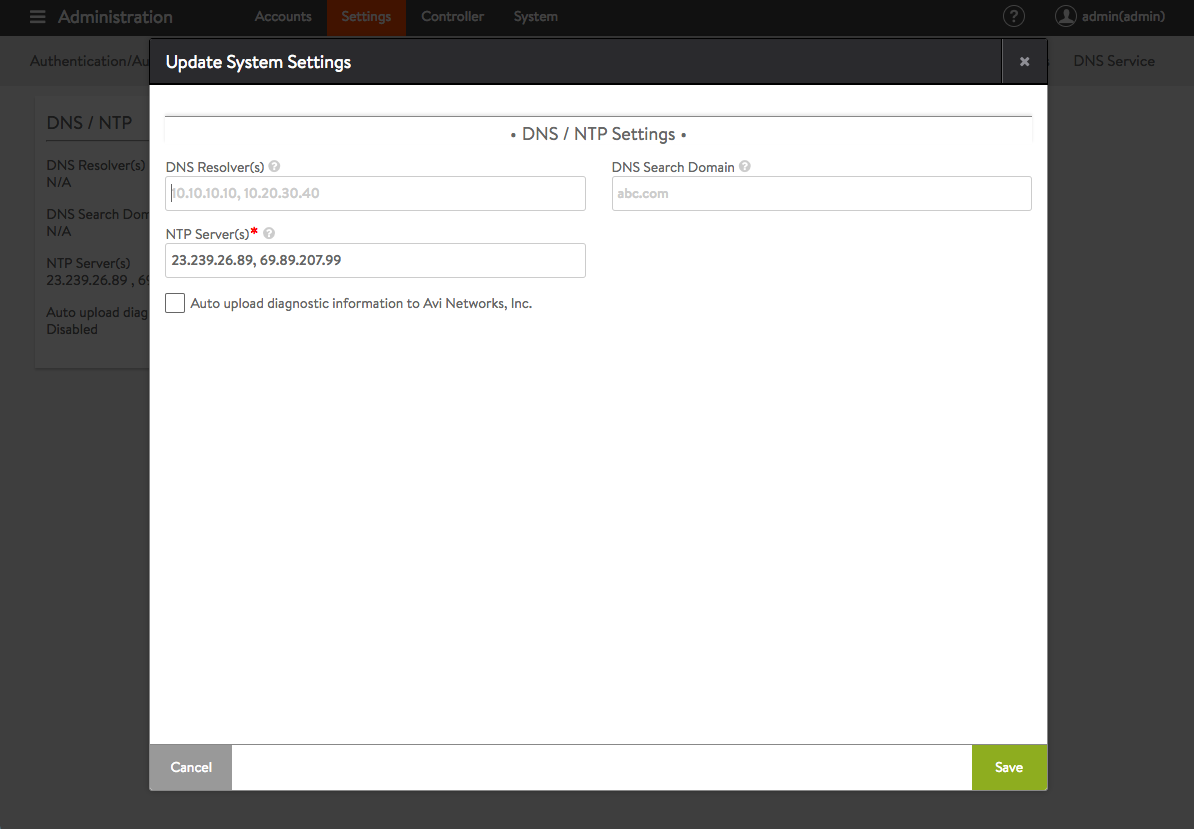 Administration Accounts Settings Controller System ? admin(admin)
Authentication/Au DNS Service
Update System Settings ×
DNS / NTP
DNS Resolver(s)
N/A
DNS Search Dom
N/A
NTP Server(s)
23.239.26.89 , 69
Auto upload diag
Disabled
• DNS / NTP Settings •
DNS Resolver(s) ? DNS Search Domain ?
10.10.10.10, 10.20.30.40 abc.com
NTP Server(s)* ?
23.239.26.89, 69.89.207.99
Auto upload diagnostic information to Avi Networks, Inc.
Cancel Save